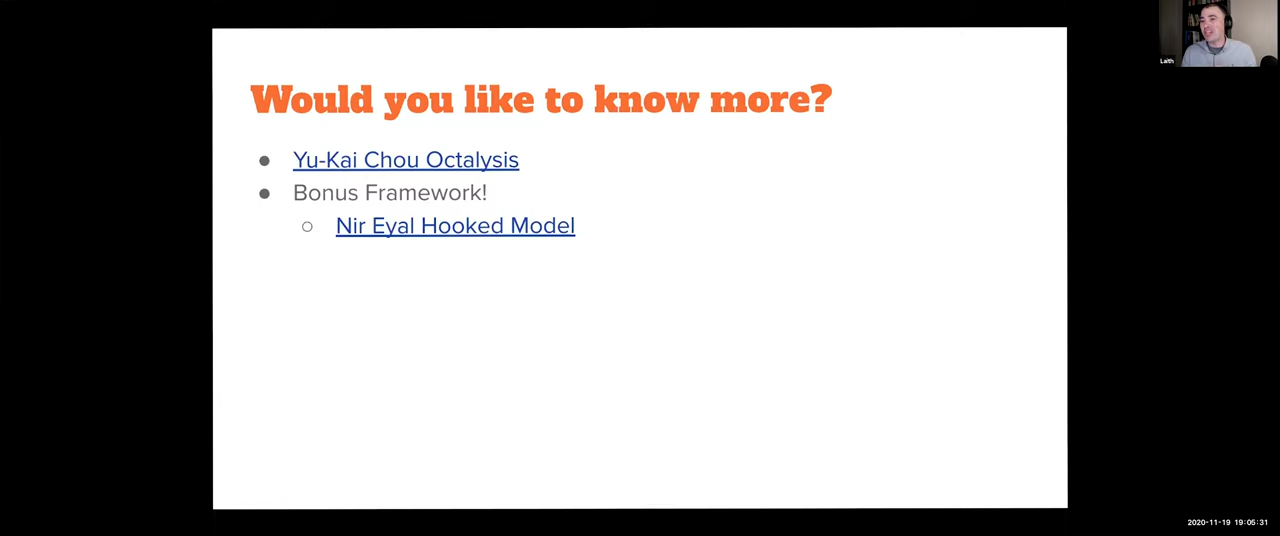 Would you like to know more?
● Yu-Kai Chou Octalysis
● Bonus Framework!
○ Nir Eyal Hooked Model
Laith
2020-11-19 19:05:31